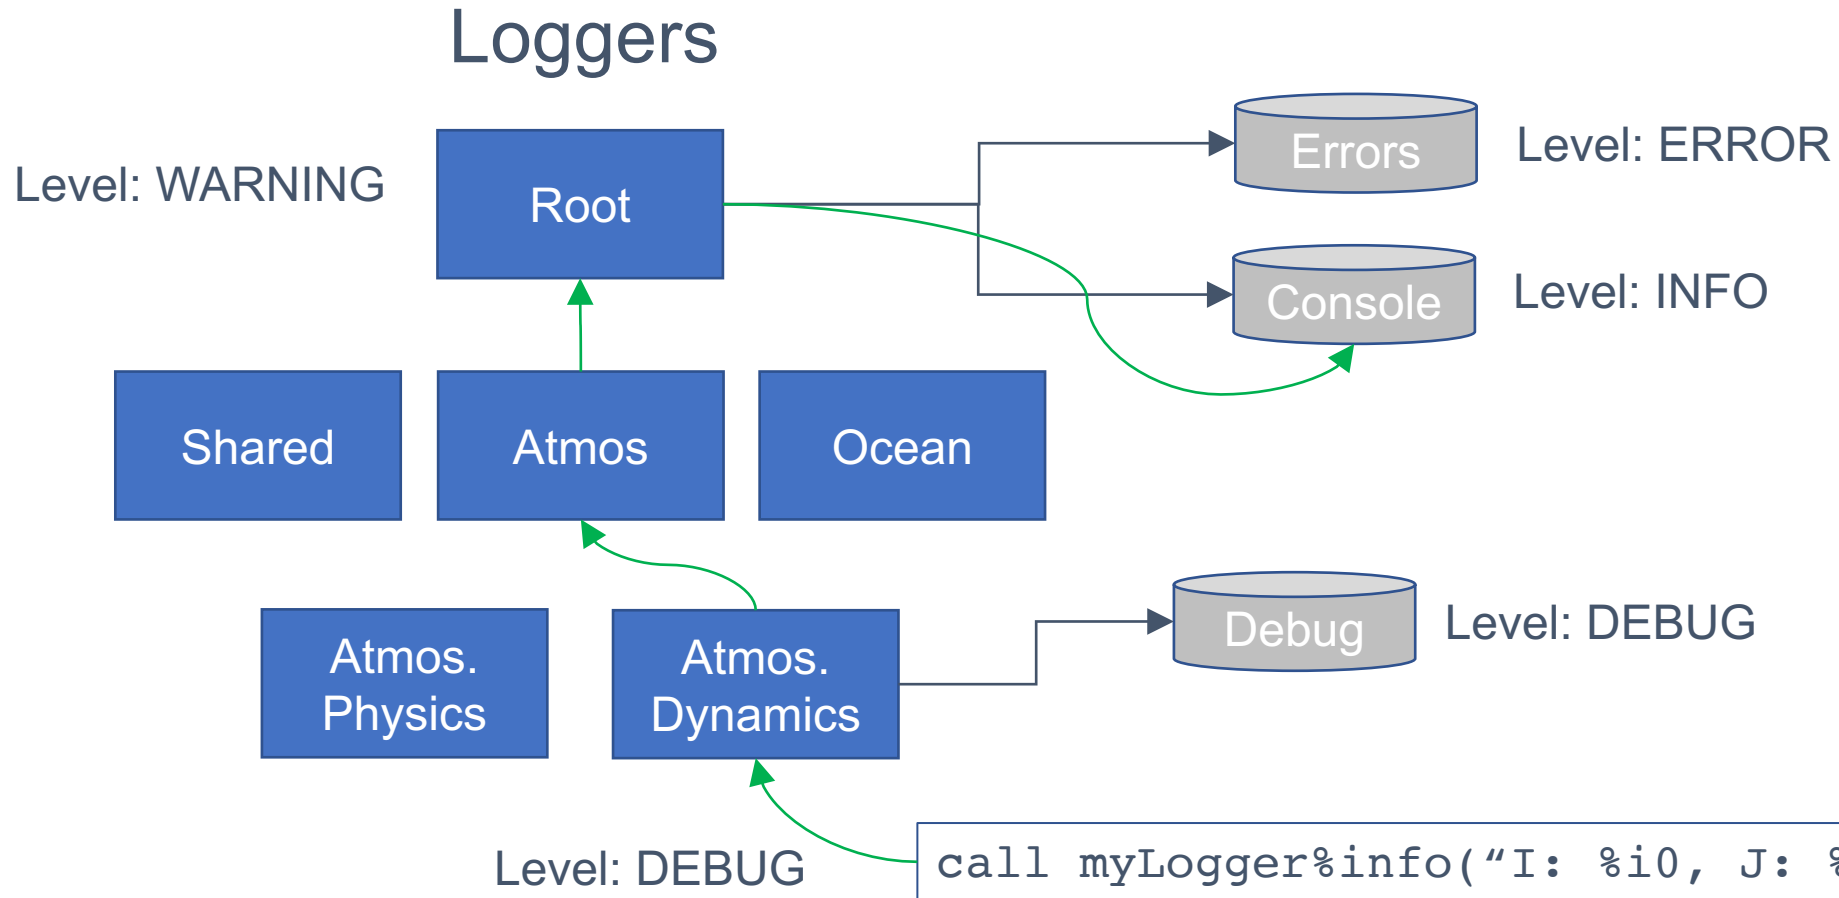 Loggers
Level: WARNING
Root
Errors
Level: ERROR
Console
Level: INFO
Shared
Atmos
Ocean
Atmos.
Physics
Atmos.
Dynamics
Debug
Level: DEBUG
Level: DEBUG
call myLogger%info(“I: %i0, J: %